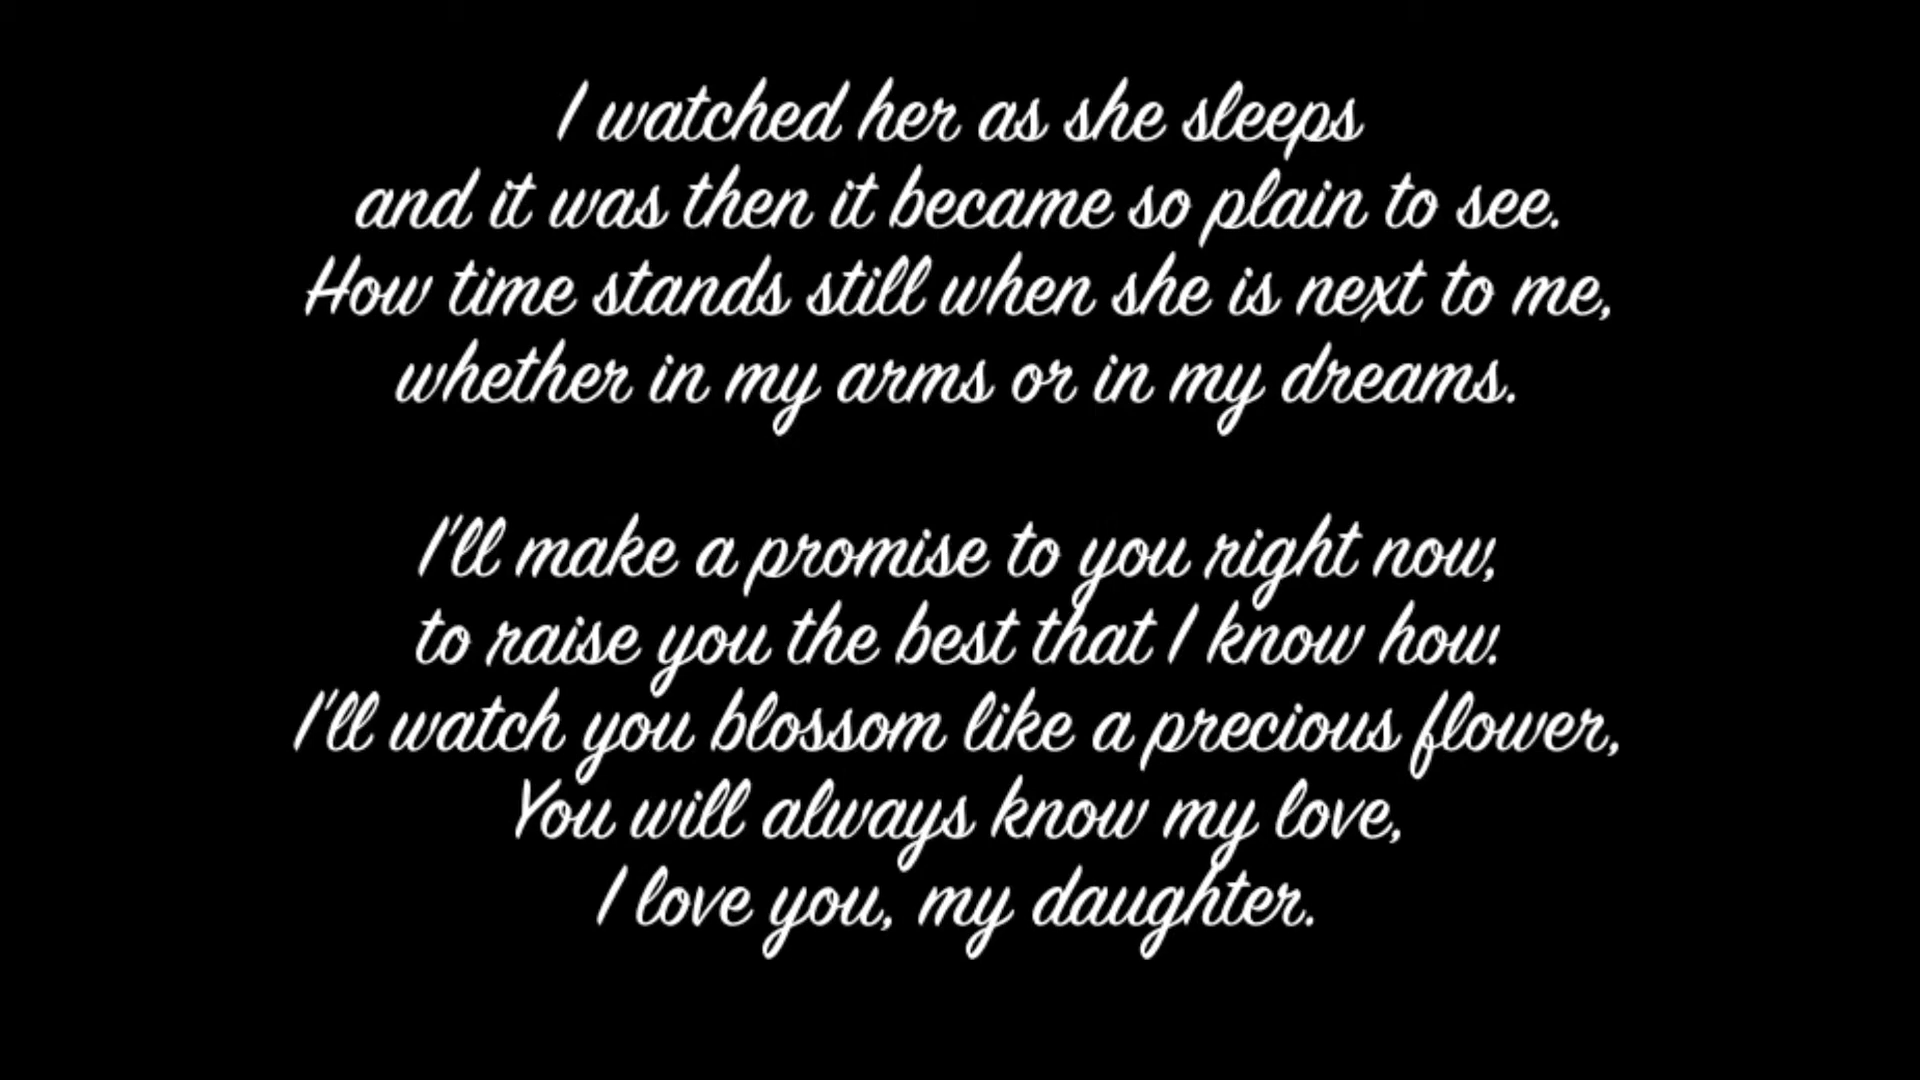 I watched her as she sleeps
and it was then it became so plain to see.
How time stands still when she is next to me,
whether in my arms or in my dreams.
I'll make a promise to you right now,
to raise you the best that I know how.
I'll watch you blossom like a precious flower,
You will always know my love,
I love you, my daughter.